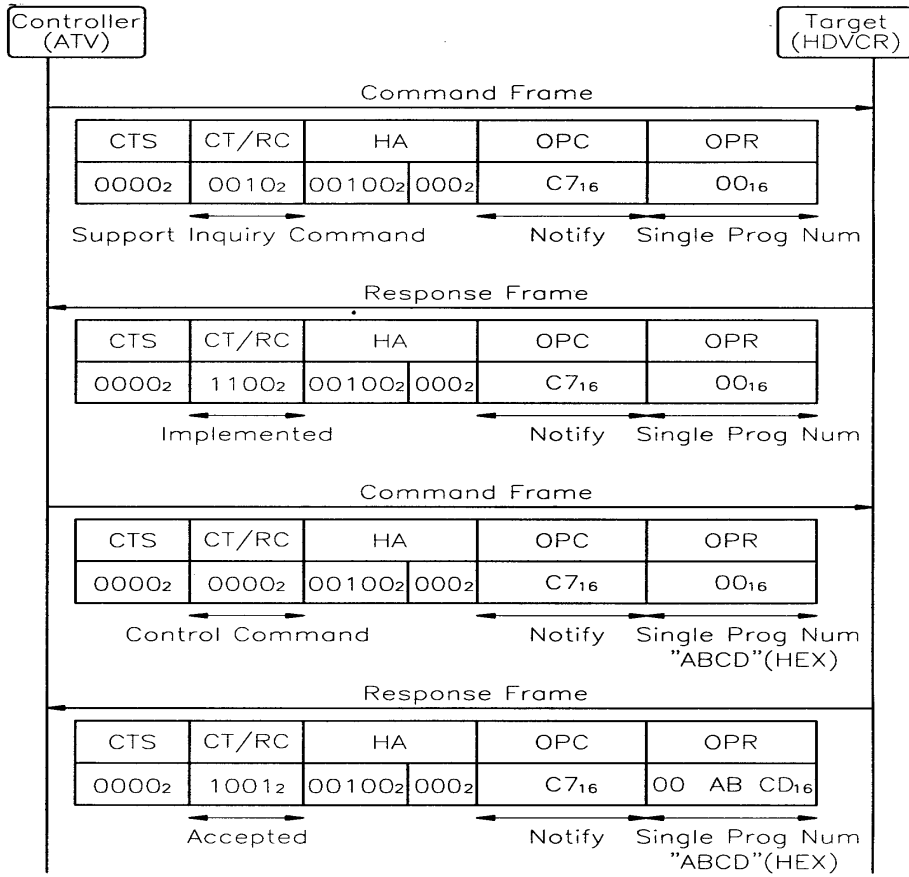 Controller
(ATV)
Target
(HDVCR)
Command Frame
CTS CT/RC HA OPC OPR
0000₂ 0010₂ 00100₂ 000₂ C7₁₆ 00₁₆
Support Inquiry Command Notify Single Prog Num
Response Frame
CTS CT/RC HA OPC OPR
0000₂ 1100₂ 00100₂ 000₂ C7₁₆ 00₁₆
Implemented Notify Single Prog Num
Command Frame
CTS CT/RC HA OPC OPR
0000₂ 0000₂ 00100₂ 000₂ C7₁₆ 00₁₆
Control Command Notify Single Prog Num
"ABCD"(HEX)
Response Frame
CTS CT/RC HA OPC OPR
0000₂ 1001₂ 00100₂ 000₂ C7₁₆ 00 AB CD₁₆
Accepted Notify Single Prog Num
"ABCD"(HEX)